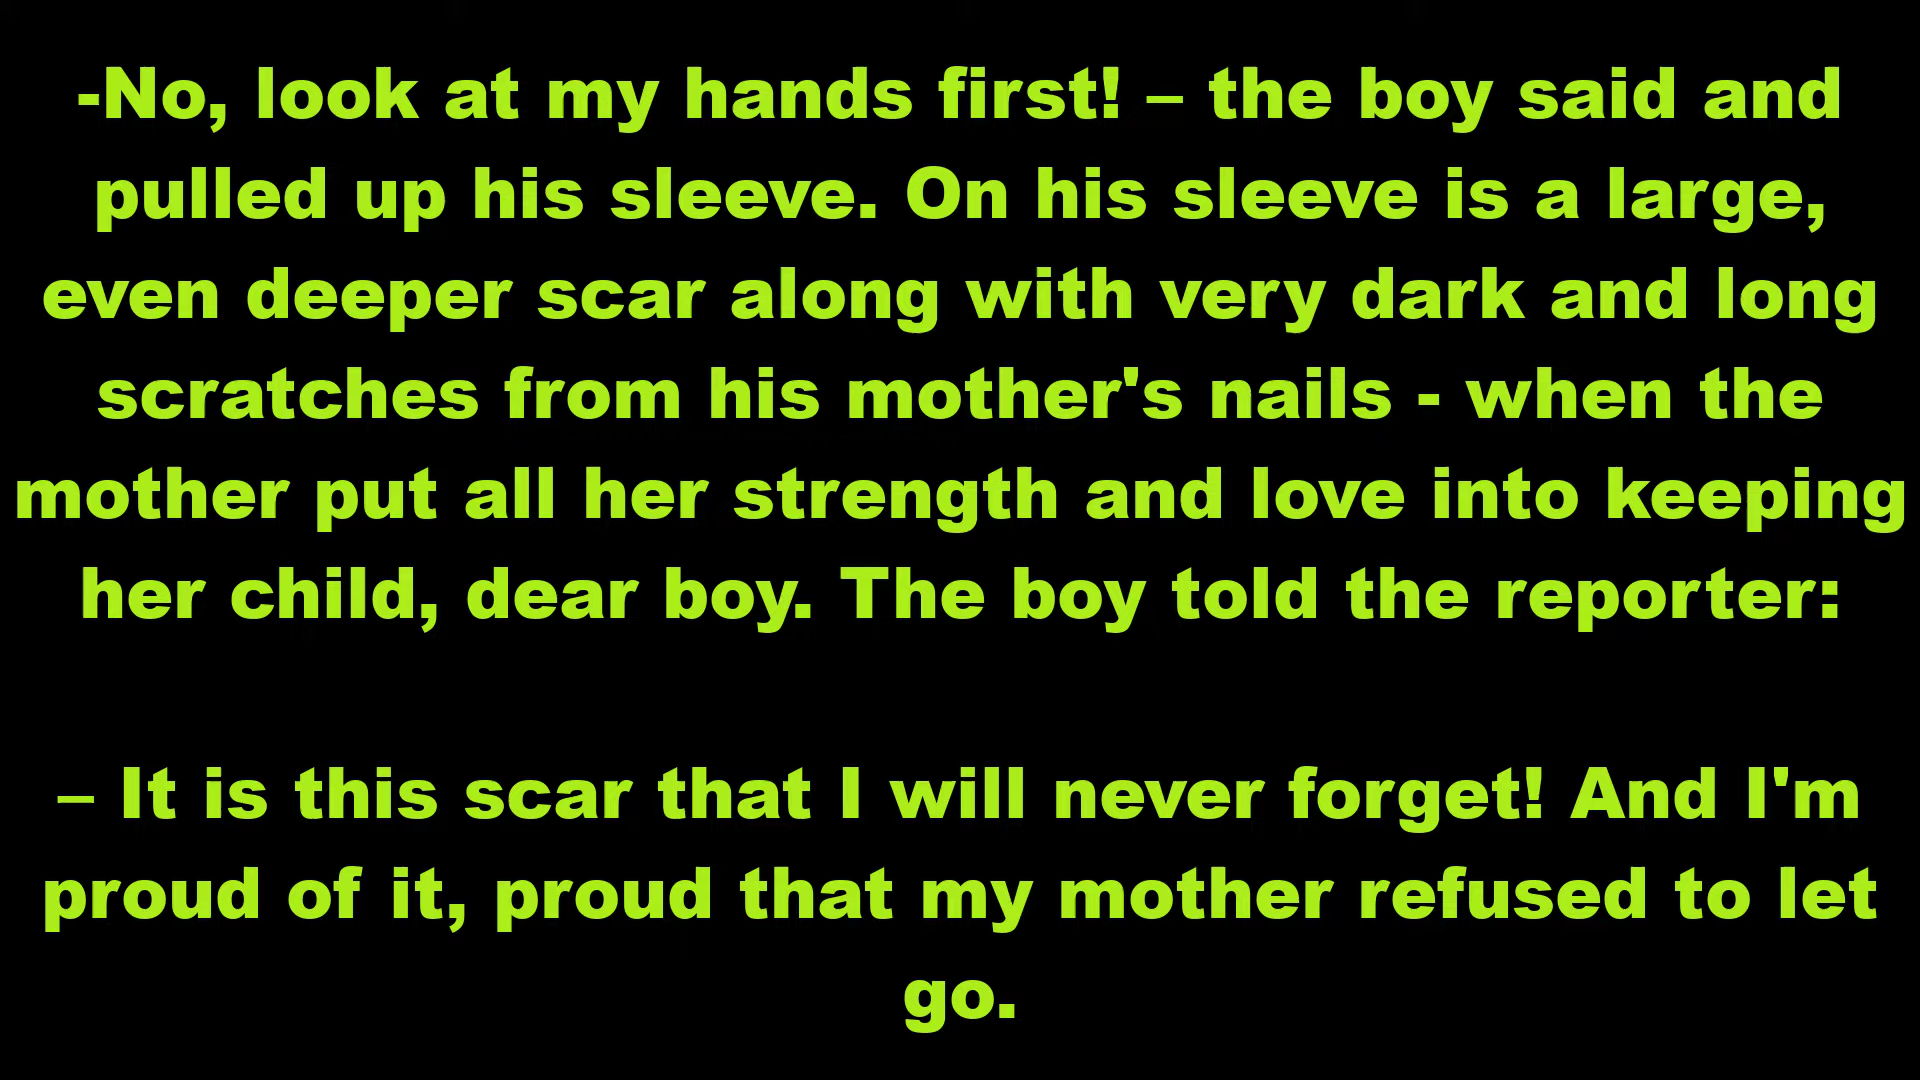 -No, look at my hands first! – the boy said and
pulled up his sleeve. On his sleeve is a large,
even deeper scar along with very dark and long
scratches from his mother's nails - when the
mother put all her strength and love into keeping
her child, dear boy. The boy told the reporter:
– It is this scar that I will never forget! And I'm
proud of it, proud that my mother refused to let
go.